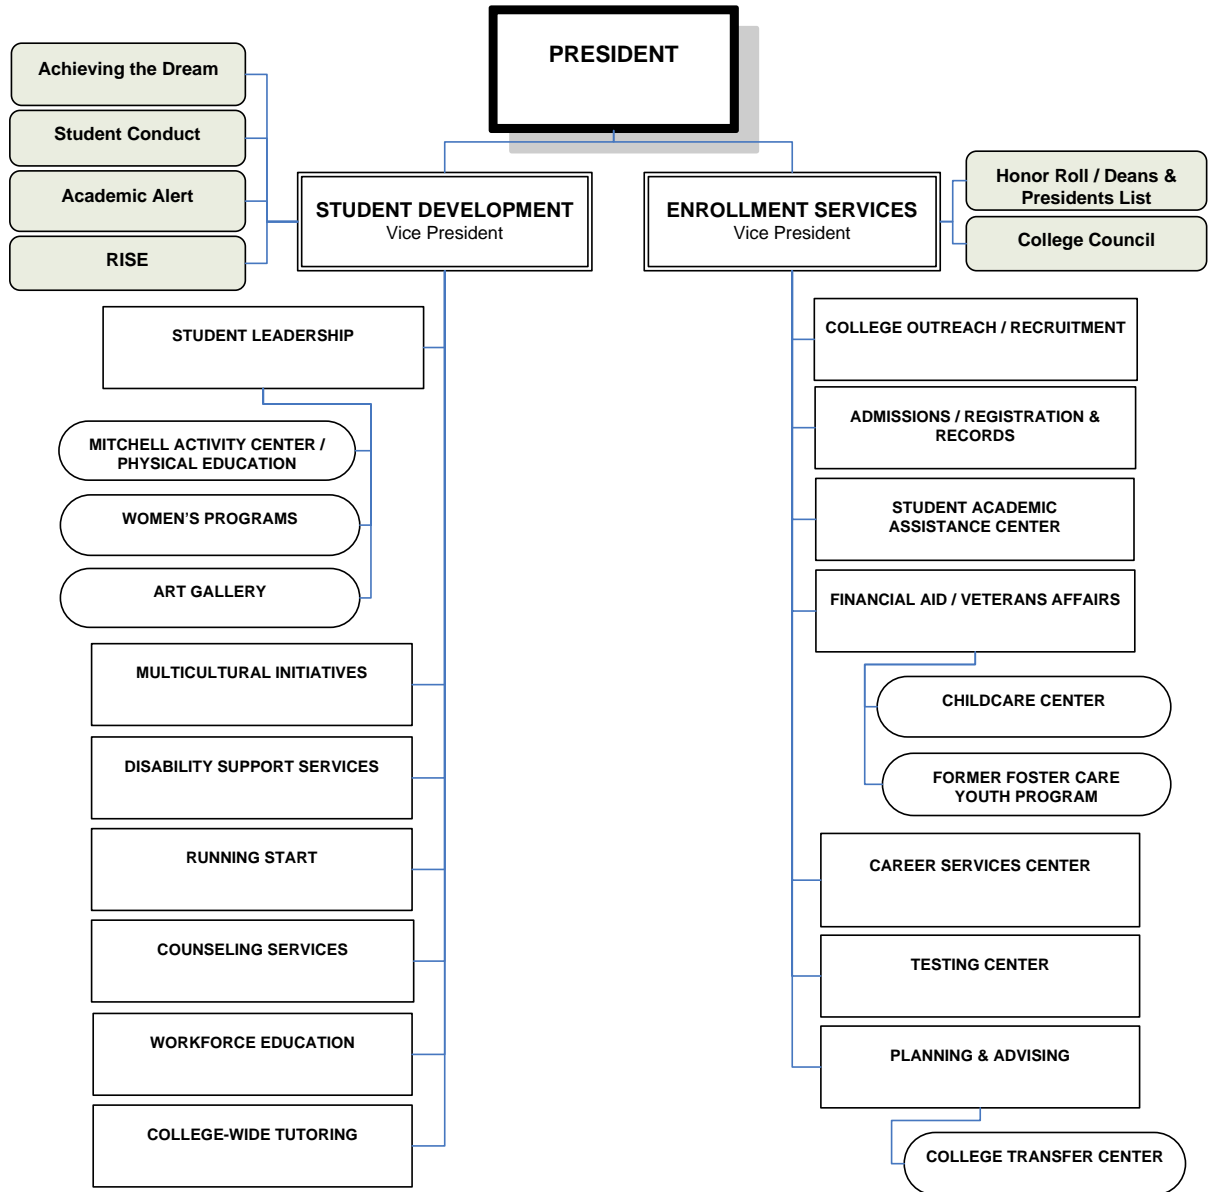 PRESIDENT
Achieving the Dream
Student Conduct
Academic Alert
RISE
STUDENT DEVELOPMENT
Vice President
ENROLLMENT SERVICES
Vice President
Honor Roll / Deans &
Presidents List
College Council
STUDENT LEADERSHIP
MITCHELL ACTIVITY CENTER /
PHYSICAL EDUCATION
WOMEN’S PROGRAMS
ART GALLERY
MULTICULTURAL INITIATIVES
DISABILITY SUPPORT SERVICES
RUNNING START
COUNSELING SERVICES
WORKFORCE EDUCATION
COLLEGE-WIDE TUTORING
COLLEGE OUTREACH / RECRUITMENT
ADMISSIONS / REGISTRATION &
RECORDS
STUDENT ACADEMIC
ASSISTANCE CENTER
FINANCIAL AID / VETERANS AFFAIRS
CHILDCARE CENTER
FORMER FOSTER CARE
YOUTH PROGRAM
CAREER SERVICES CENTER
TESTING CENTER
PLANNING & ADVISING
COLLEGE TRANSFER CENTER